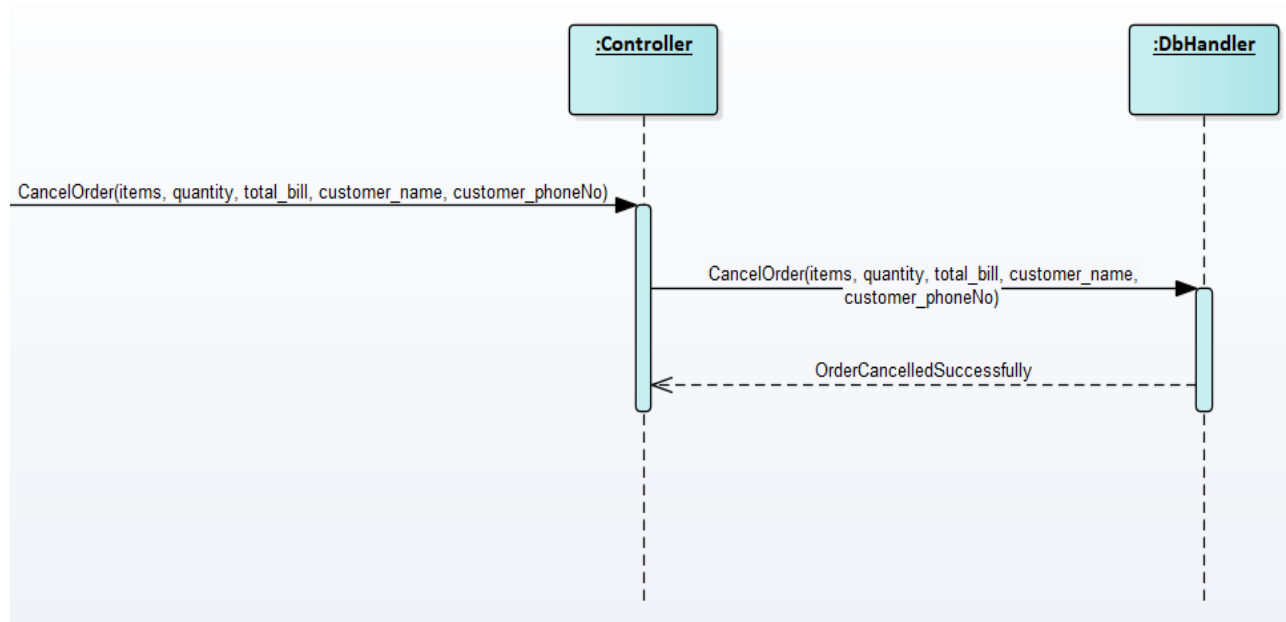 :Controller
:DbHandler
CancelOrder(items, quantity, total_bill, customer_name, customer_phoneNo)
CancelOrder(items, quantity, total_bill, customer_name,
customer_phoneNo)
OrderCancelledSuccessfully